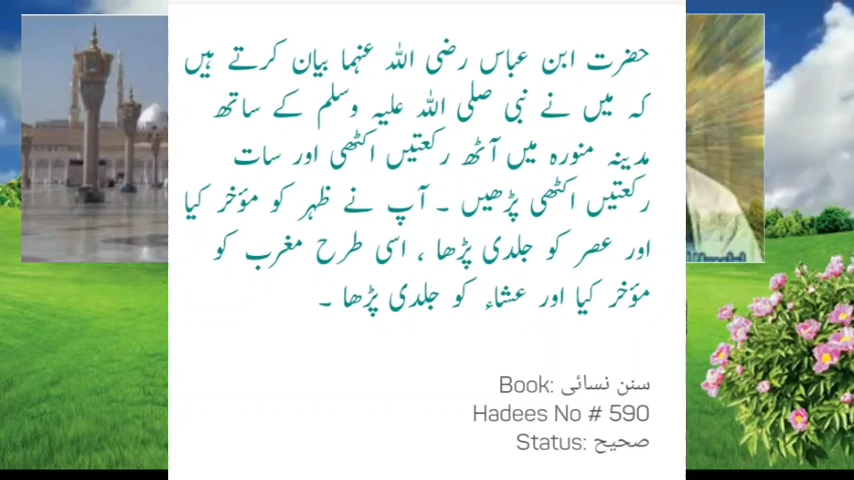 حضرت ابن عباس رضی اللہ عنہما بیان کرتے ہیں
کہ میں نے نبی صلی اللہ علیہ وسلم کے ساتھ
مدینہ منورہ میں آٹھ رکعتیں اکٹھی اور سات
رکعتیں اکٹھی پڑھیں ۔ آپ نے ظہر کو مؤخر کیا
اور عصر کو جلدی پڑھا ، اسی طرح مغرب کو
مؤخر کیا اور عشاء کو جلدی پڑھا ۔
Book: سنن نسائی
Hadees No # 590
Status: صحیح